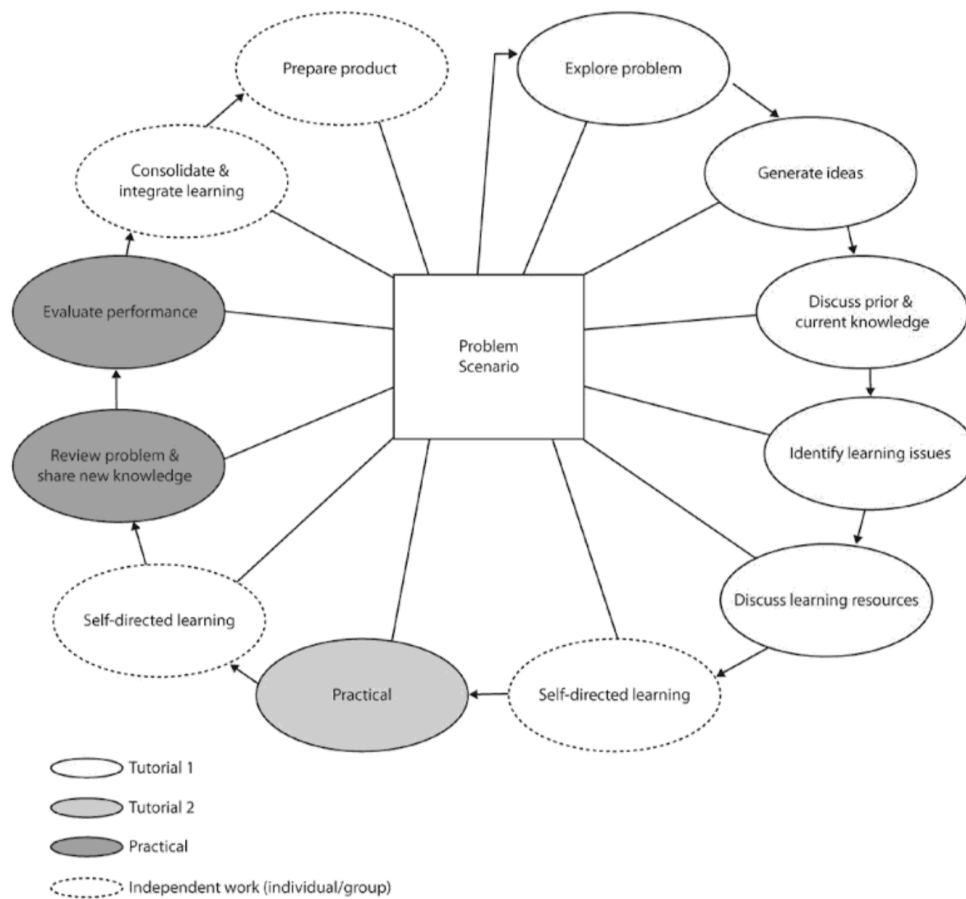 Prepare product
Explore problem
Consolidate &
integrate learning
Generate ideas
Evaluate performance
Discuss prior &
current knowledge
Problem
Scenario
Review problem &
share new knowledge
Identify learning issues
Self-directed learning
Discuss learning resources
Practical
Self-directed learning
Tutorial 1
Tutorial 2
Practical
Independent work (individual/group)